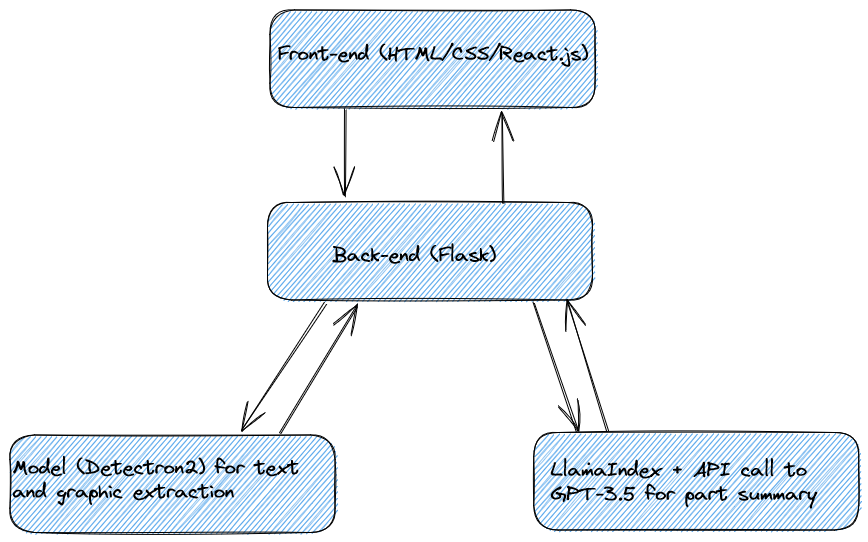 Front-end (HTML/CSS/React.js)
Back-end (Flask)
Model (Detectron2) for text
and graphic extraction
LlamaIndex + API call to
GPT-3.5 for part summary